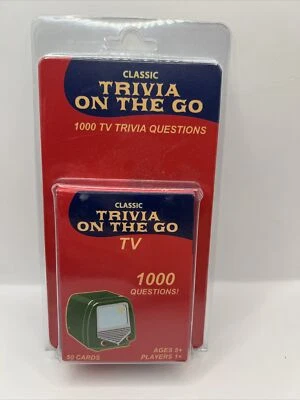 CLASSIC
TRIVIA
ON THE GO
1000 TV TRIVIA QUESTIONS
CLASSIC
TRIVIA
ON THE GO
TV
1000
QUESTIONS!
50 CARDS
AGES 8+
PLAYERS 1+